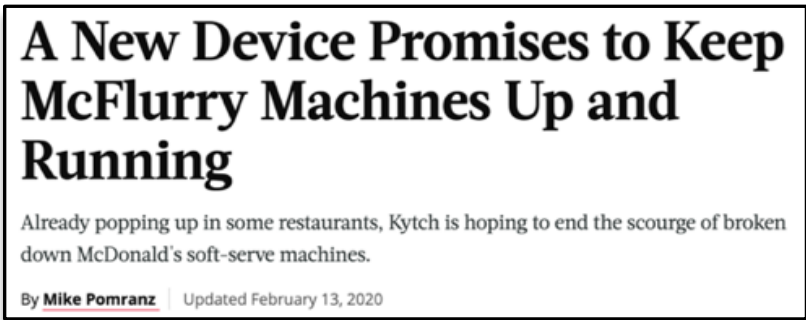 A New Device Promises to Keep
McFlurry Machines Up and
Running
Already popping up in some restaurants, Kytch is hoping to end the scourge of broken
down McDonald's soft-serve machines.
By Mike Pomranz Updated February 13, 2020